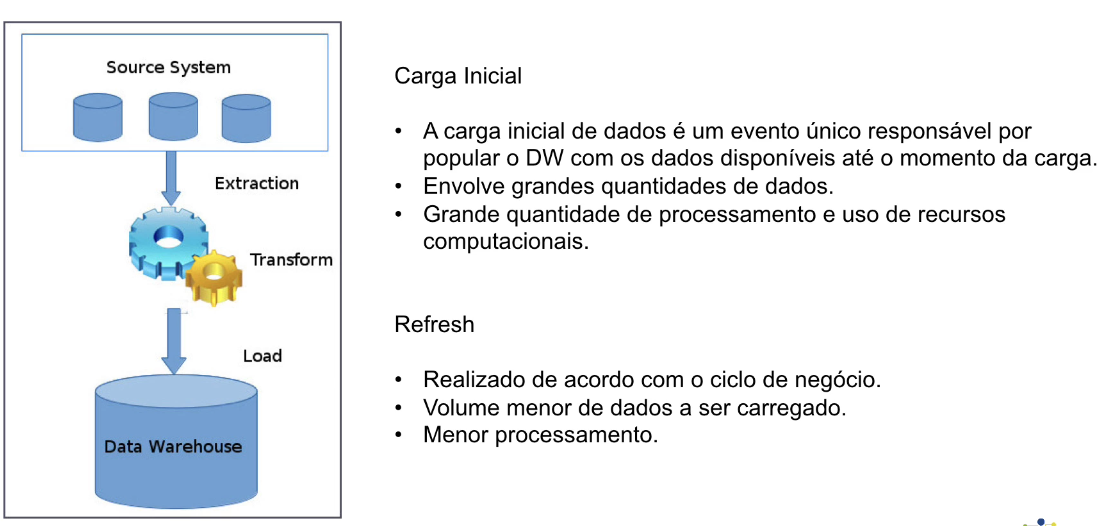 Source System
Extraction
Transform
Load
Data Warehouse
Carga Inicial
• A carga inicial de dados é um evento único responsável por
popular o DW com os dados disponíveis até o momento da carga.
• Envolve grandes quantidades de dados.
• Grande quantidade de processamento e uso de recursos
computacionais.
Refresh
• Realizado de acordo com o ciclo de negócio.
• Volume menor de dados a ser carregado.
• Menor processamento.